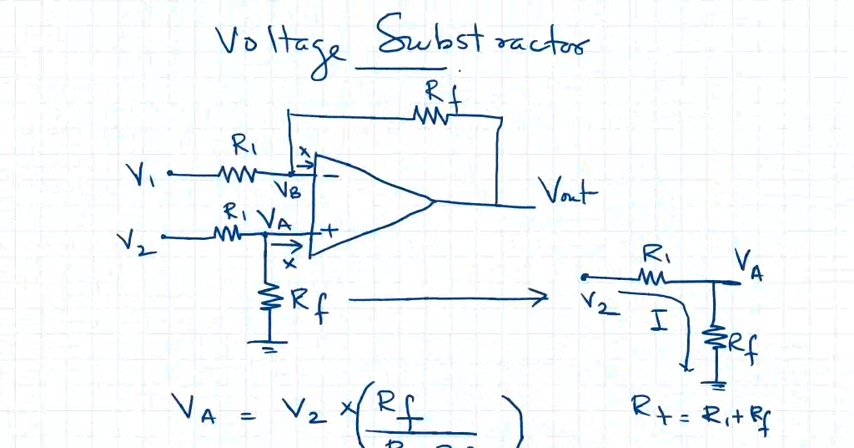 Voltage Substractor
Rf
R1
x
V1
VB
−
Vout
R1
VA
+
V2
x
Rf
R1
VA
V2
I
Rf
VA = V2 × (Rf
Rt = R1 + Rf